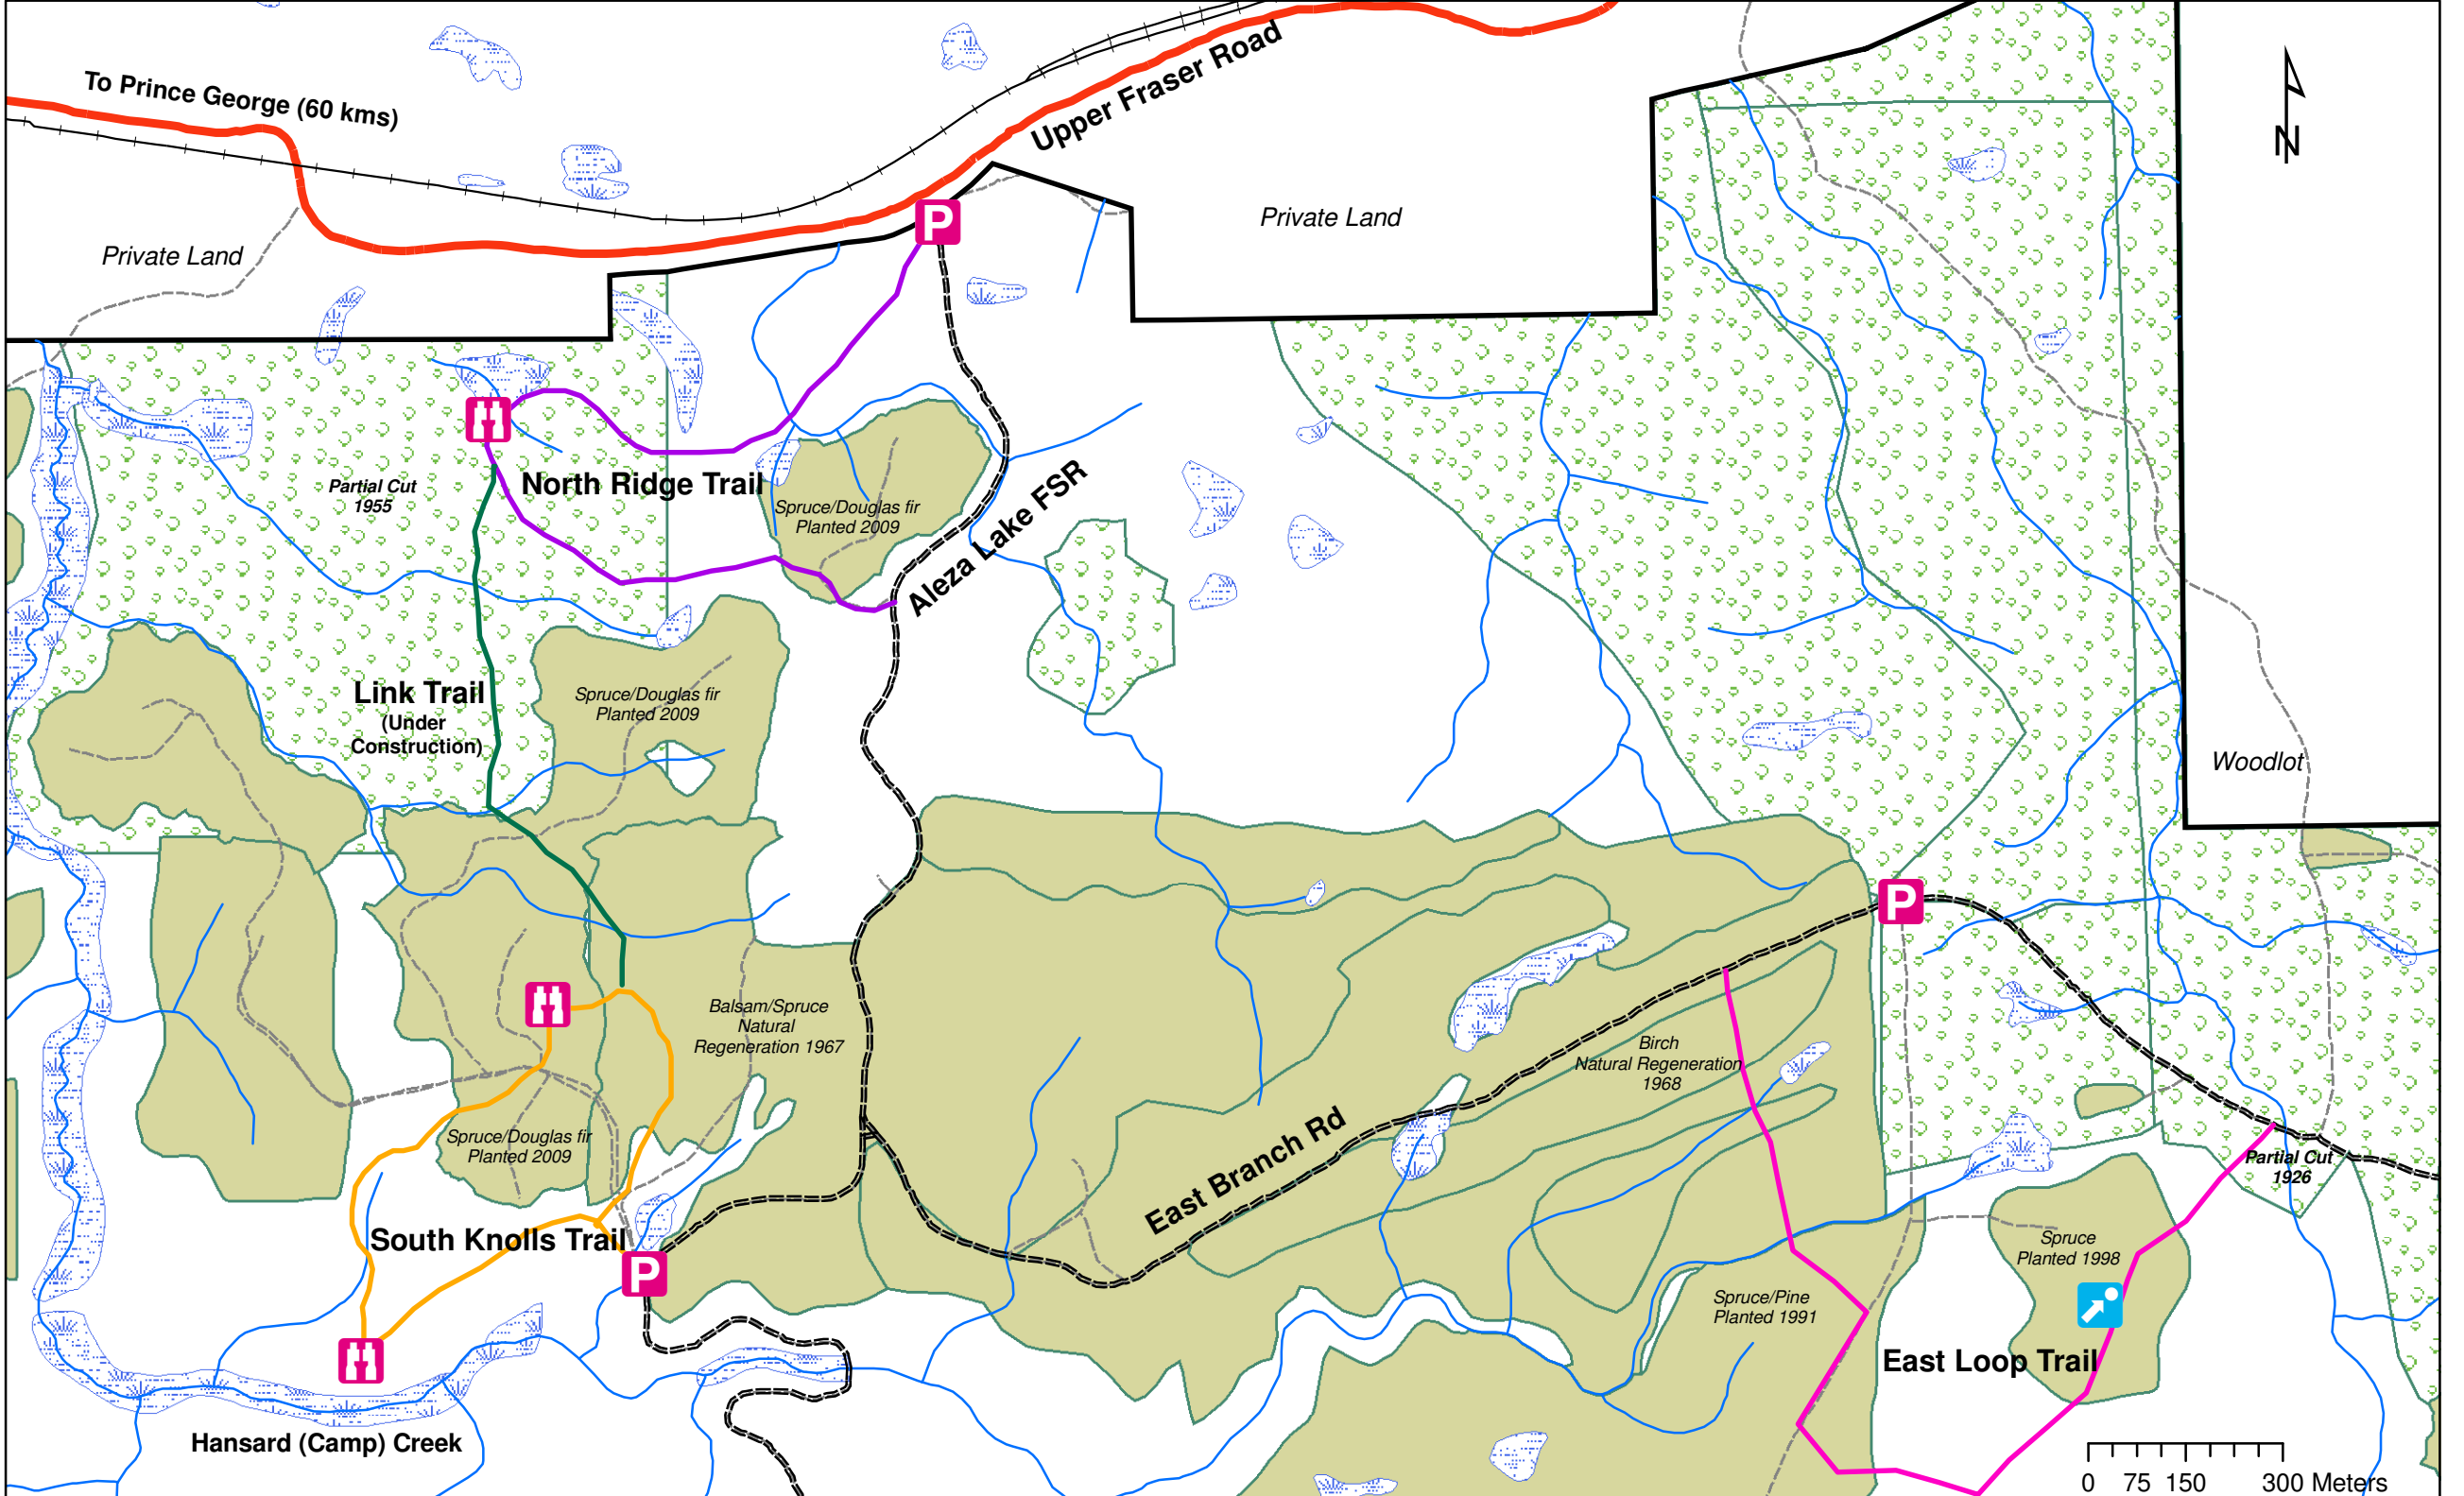 To Prince George (60 kms)
Upper Fraser Road
N
P
Private Land
Private Land
Partial Cut
1955
North Ridge Trail
Spruce/Douglas fir
Planted 2009
Aleza Lake FSR
Link Trail
(Under
Construction)
Spruce/Douglas fir
Planted 2009
Woodlot
P
Balsam/Spruce
Natural
Regeneration 1967
Birch
Natural Regeneration
1968
East Branch Rd
Spruce/Douglas fir
Planted 2009
Partial Cut
1926
South Knolls Trail
P
Spruce
Planted 1998
Spruce/Pine
Planted 1991
East Loop Trail
Hansard (Camp) Creek
0 75 150 300 Meters